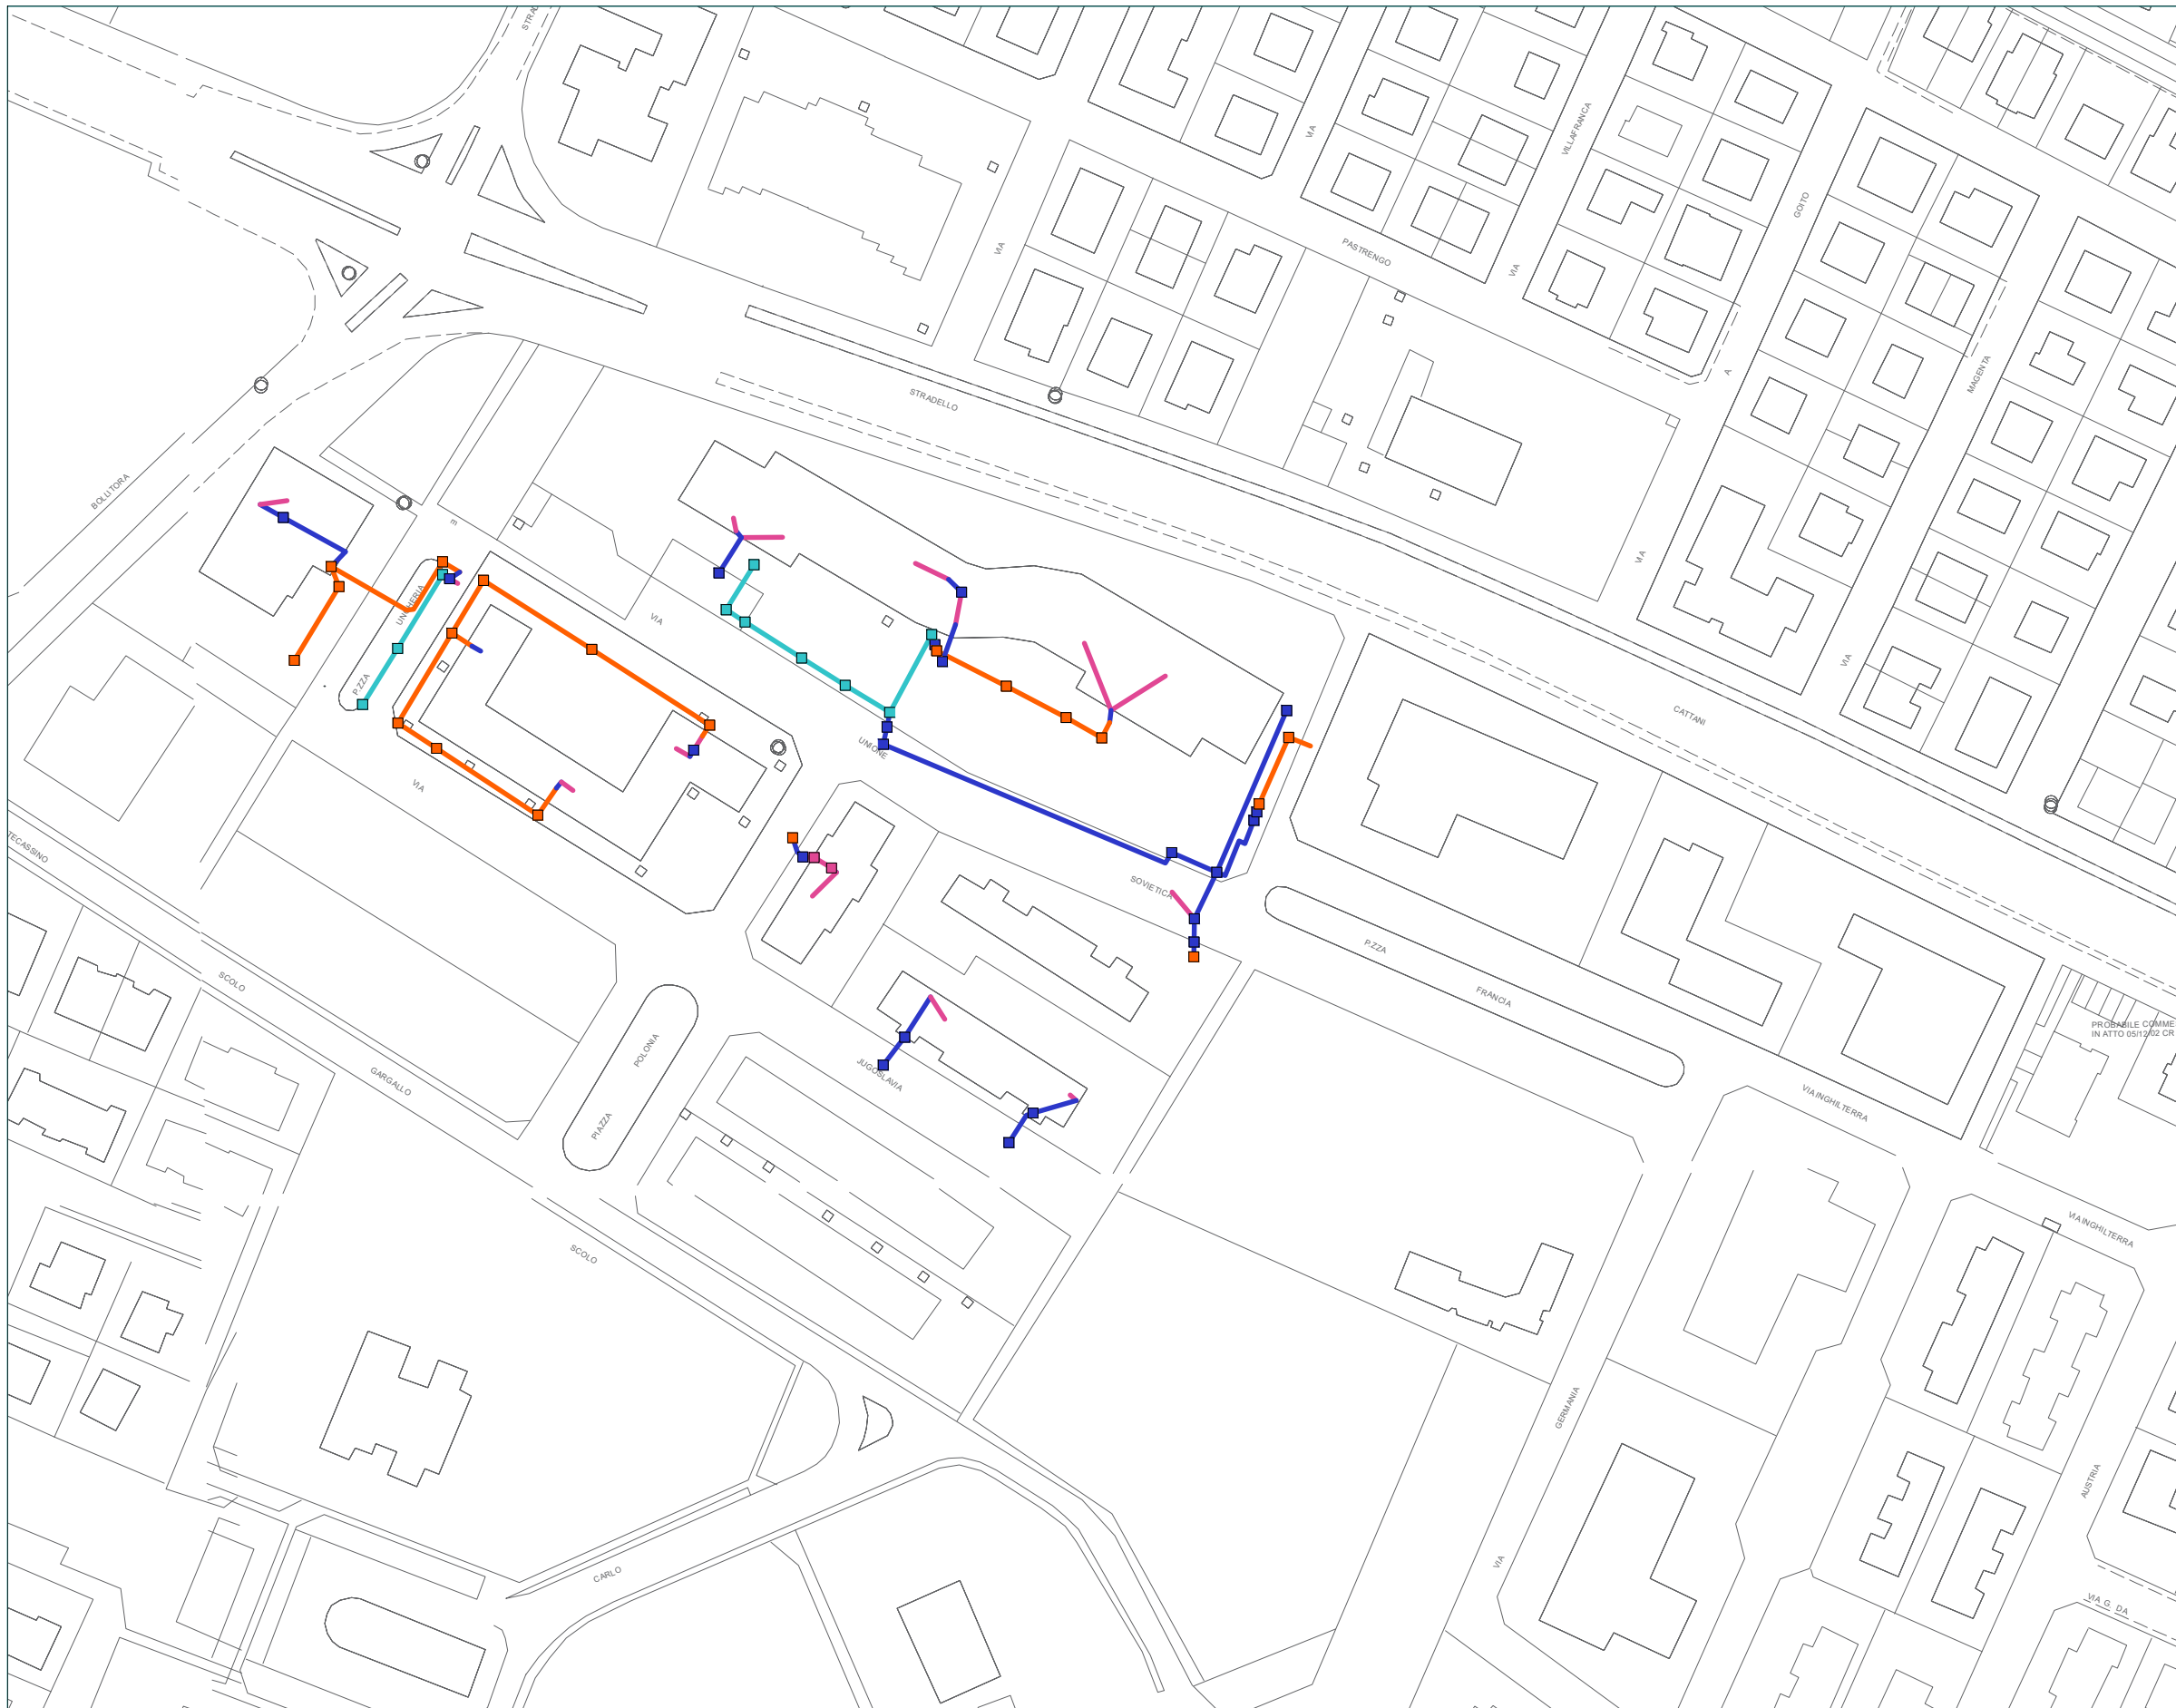 STRAD
VIA
VILLAFRANCA
GOITO
PASTRENGO
VIA
VIA
STRADELLO
A
MAGENTA
BOLLITORA
VIA
UNGHERIA
P.ZZA
VIA
VIA
CATTANI
UNIONE
VIA
TECASSINO
SOVIETICA
P.ZZA
FRANCIA
SCOLO
PROBABILE COMME
IN ATTO 05/12/02 CR
POLONIA
PIAZZA
JUGOSLAVIA
GARGALLO
VIA INGHILTERRA
VIA INGHILTERRA
SCOLO
GERMANIA
VIA
AUSTRIA
CARLO
VIA G. DA